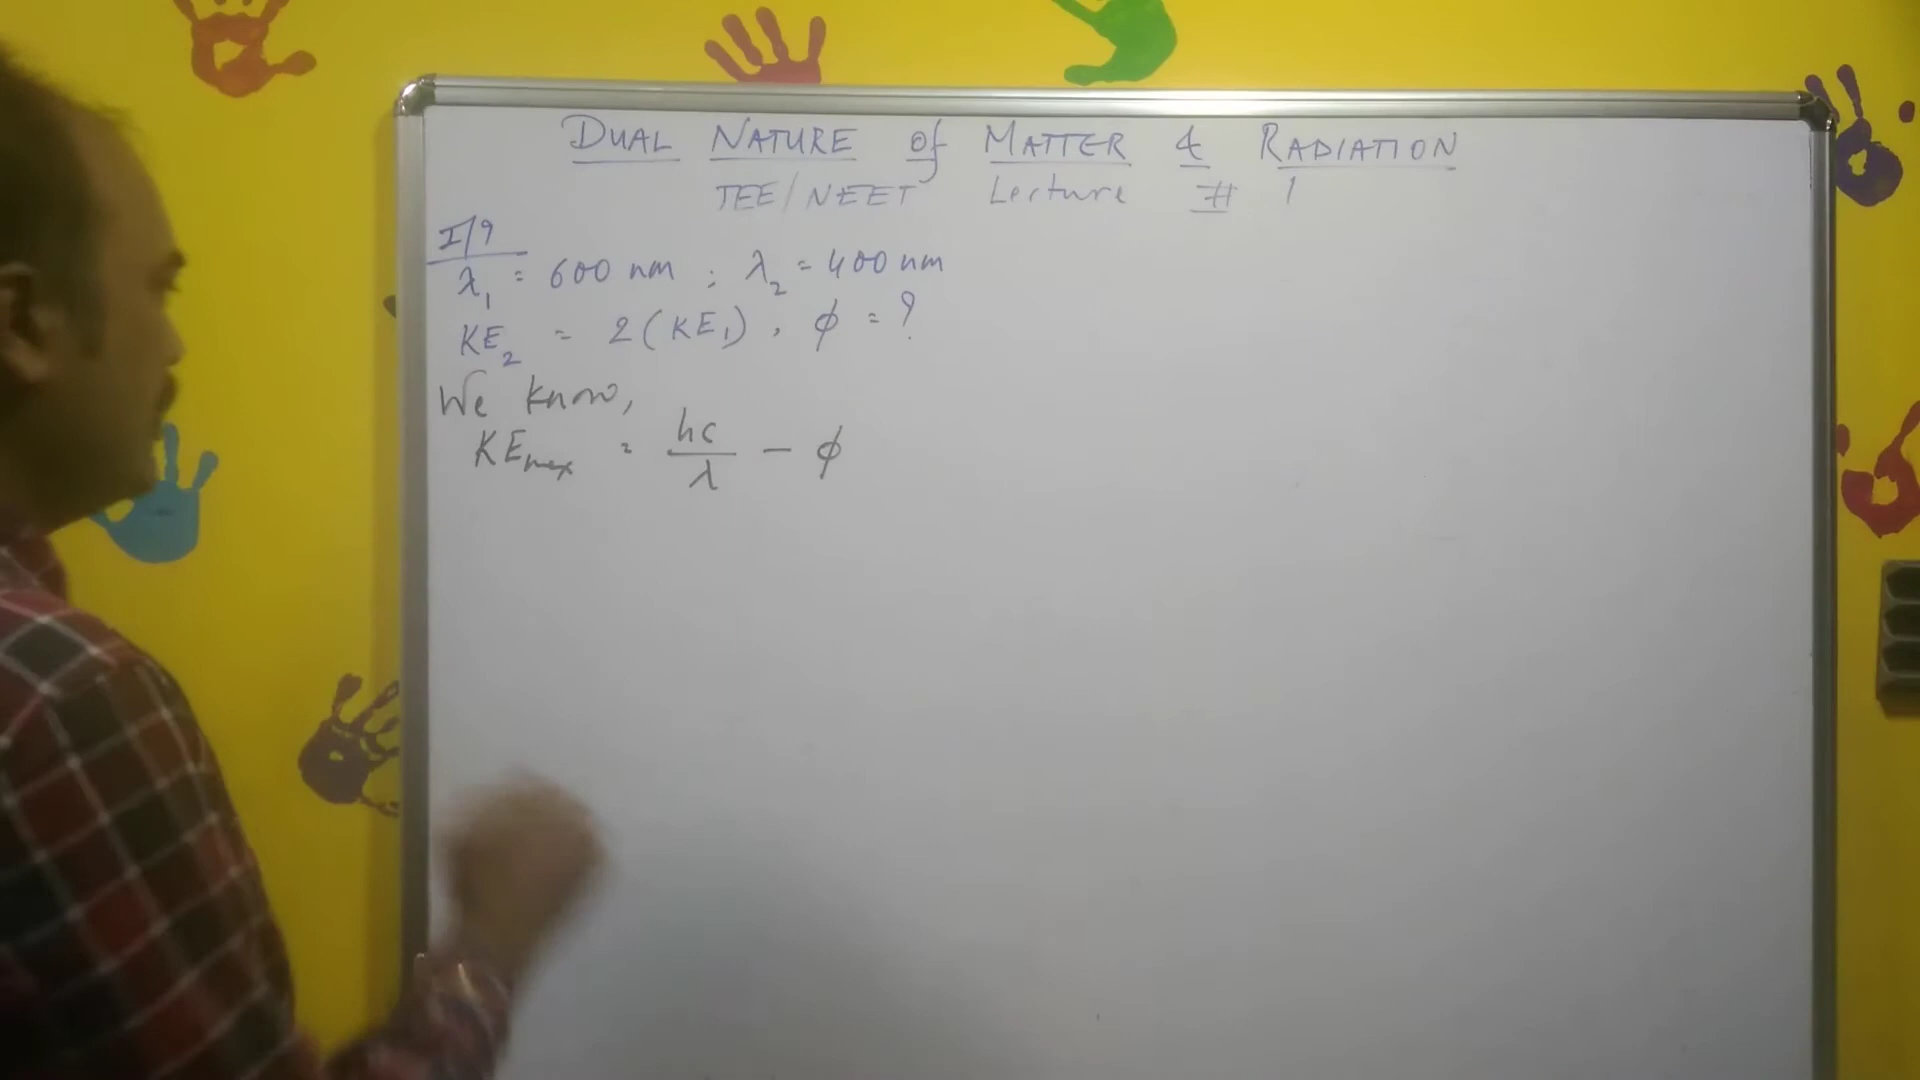 DUAL NATURE of MATTER & RADIATION
JEE/NEET Lecture # 1
I/9
λ₁ = 600 nm ; λ₂ = 400 nm
KE₂ = 2(KE₁), φ = ?
We know,
KEmax = hc/λ − φ